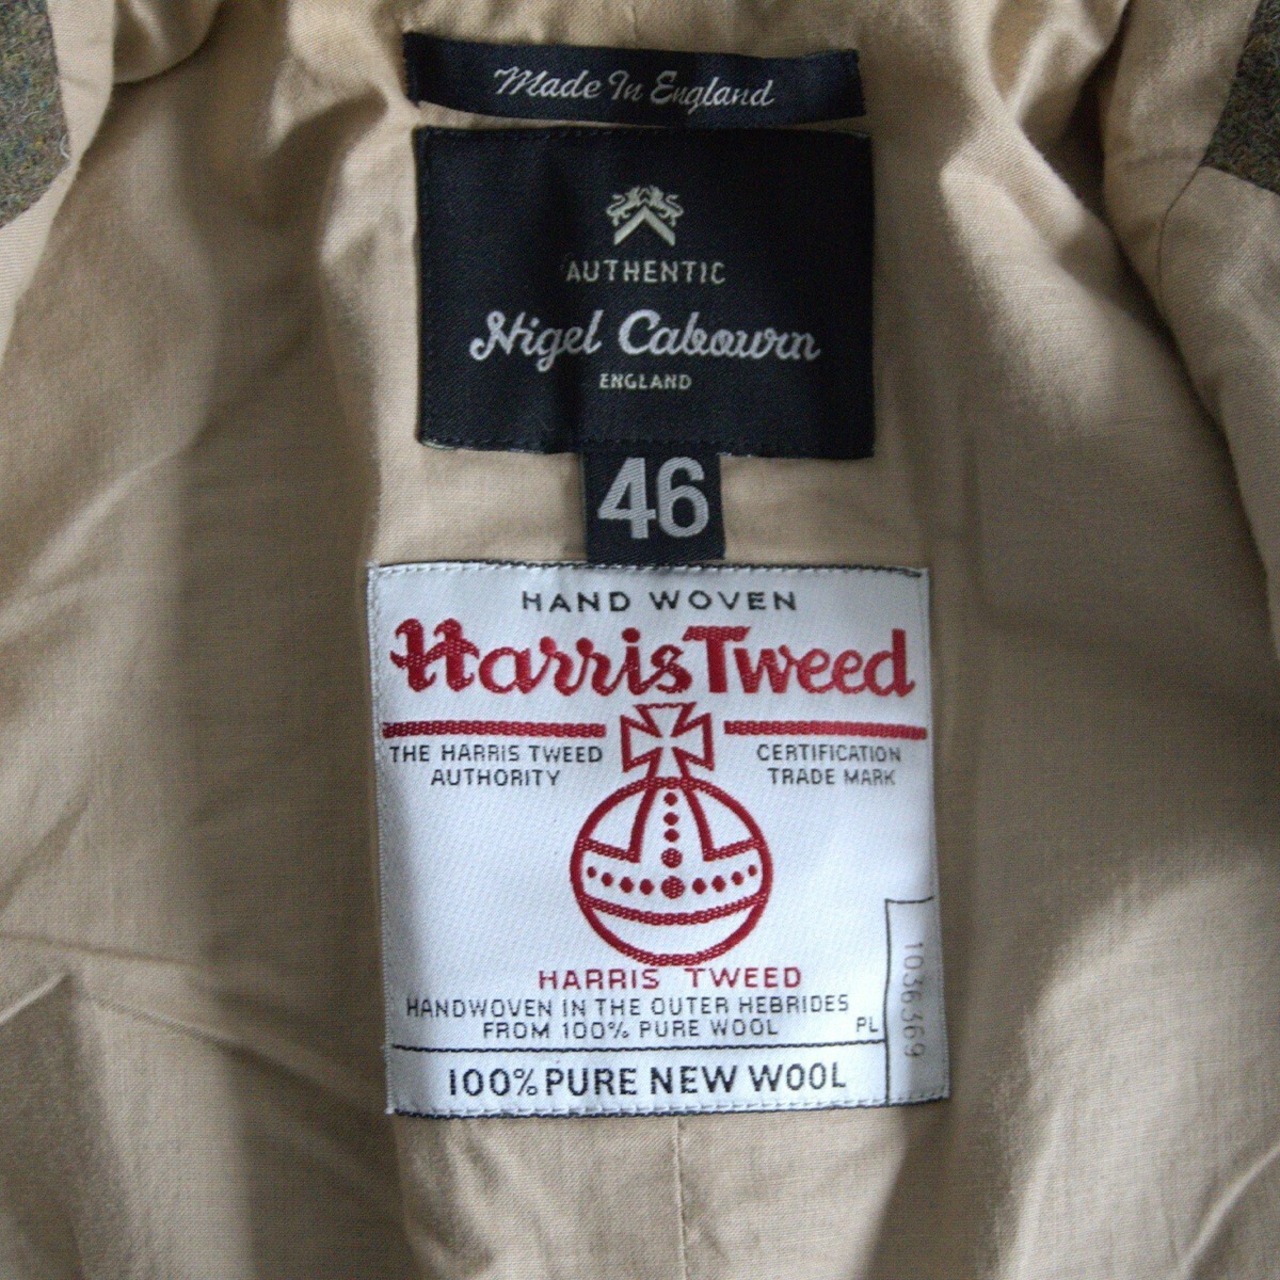 Made In England
AUTHENTIC
Nigel Cabourn
ENGLAND
46
HAND WOVEN
Harris Tweed
THE HARRIS TWEED
AUTHORITY
CERTIFICATION
TRADE MARK
HARRIS TWEED
HANDWOVEN IN THE OUTER HEBRIDES
FROM 100% PURE WOOL
PL
1036369
100% PURE NEW WOOL